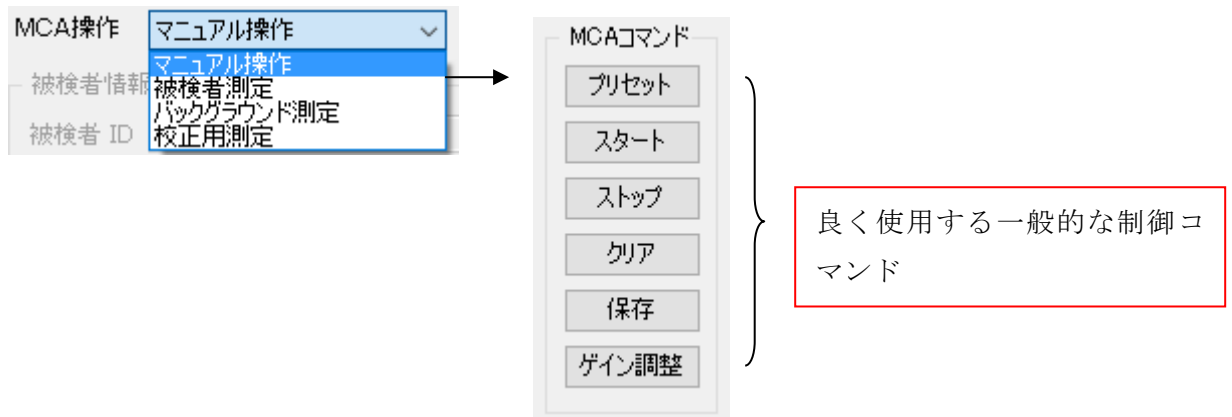 MCA操作
マニュアル操作
マニュアル操作
被検者測定
バックグラウンド測定
校正用測定
被検者情報
被検者 ID
MCAコマンド
プリセット
スタート
ストップ
クリア
保存
ゲイン調整
良く使用する一般的な制御コ
マンド